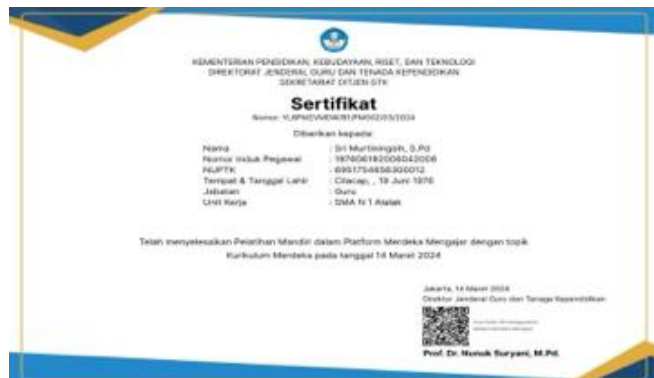 KEMENTERIAN PENDIDIKAN, KEBUDAYAAN, RISET, DAN TEKNOLOGI
DIREKTORAT JENDERAL GURU DAN TENAGA KEPENDIDIKAN
SEKRETARIAT DITJEN GTK
Sertifikat
Nomor:
Diberikan kepada:
Nama : Sri Murtiningsih, S.Pd
Nomor Induk Pegawai : 197606192006042008
NUPTK : 6951754656300012
Tempat & Tanggal Lahir : Cilacap, , 19 Juni 1976
Jabatan : Guru
Unit Kerja : SMA N 1 Alalak
Telah menyelesaikan Pelatihan Mandiri dalam Platform Merdeka Mengajar dengan topik
Kurikulum Merdeka pada tanggal 14 Maret 2024
Jakarta, 14 Maret 2024
Direktur Jenderal Guru dan Tenaga Kependidikan
Prof. Dr. Nunuk Suryani, M.Pd.